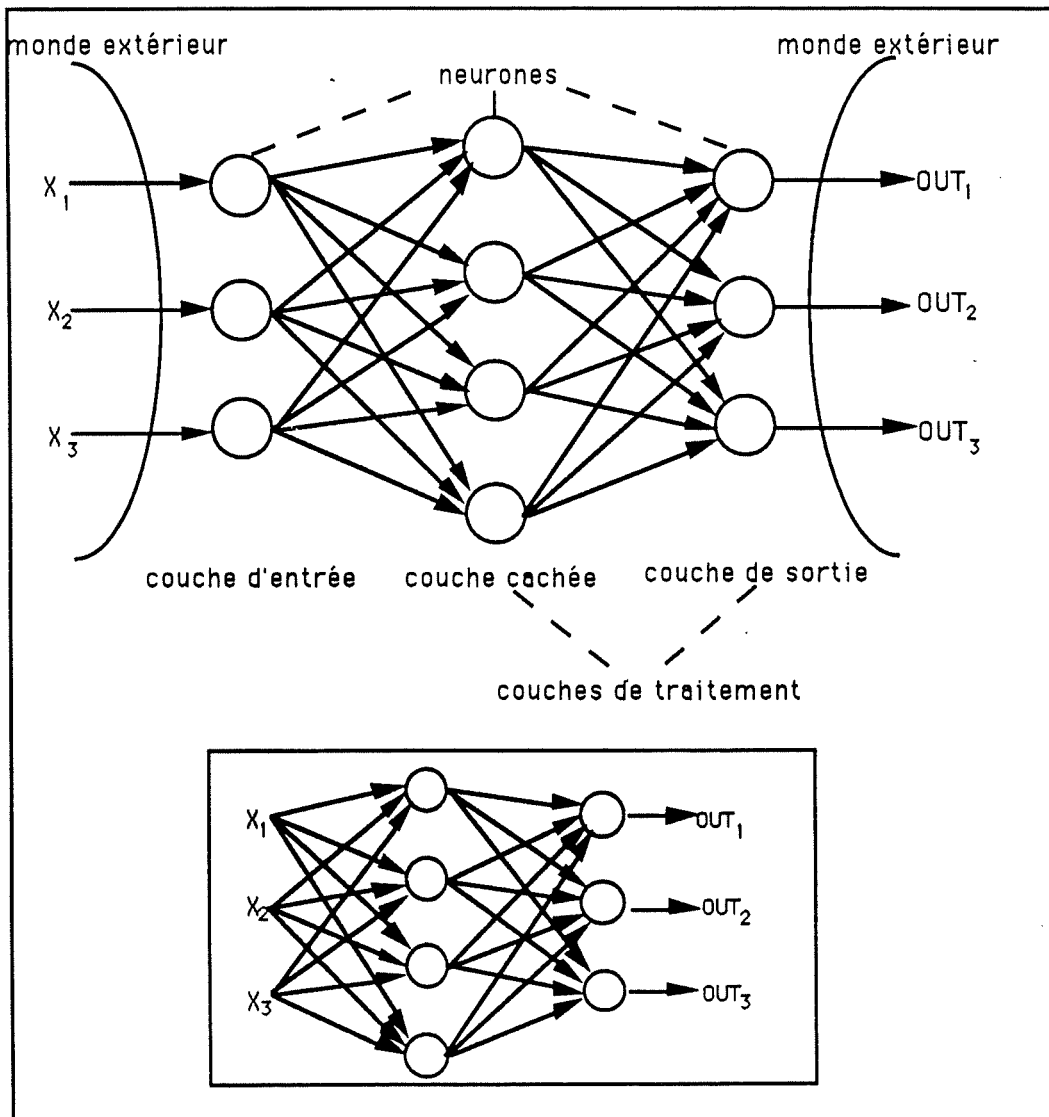 monde extérieur
monde extérieur
neurones
X1
OUT1
X2
OUT2
X3
OUT3
couche d'entrée
couche cachée
couche de sortie
couches de traitement
X1
OUT1
X2
OUT2
X3
OUT3